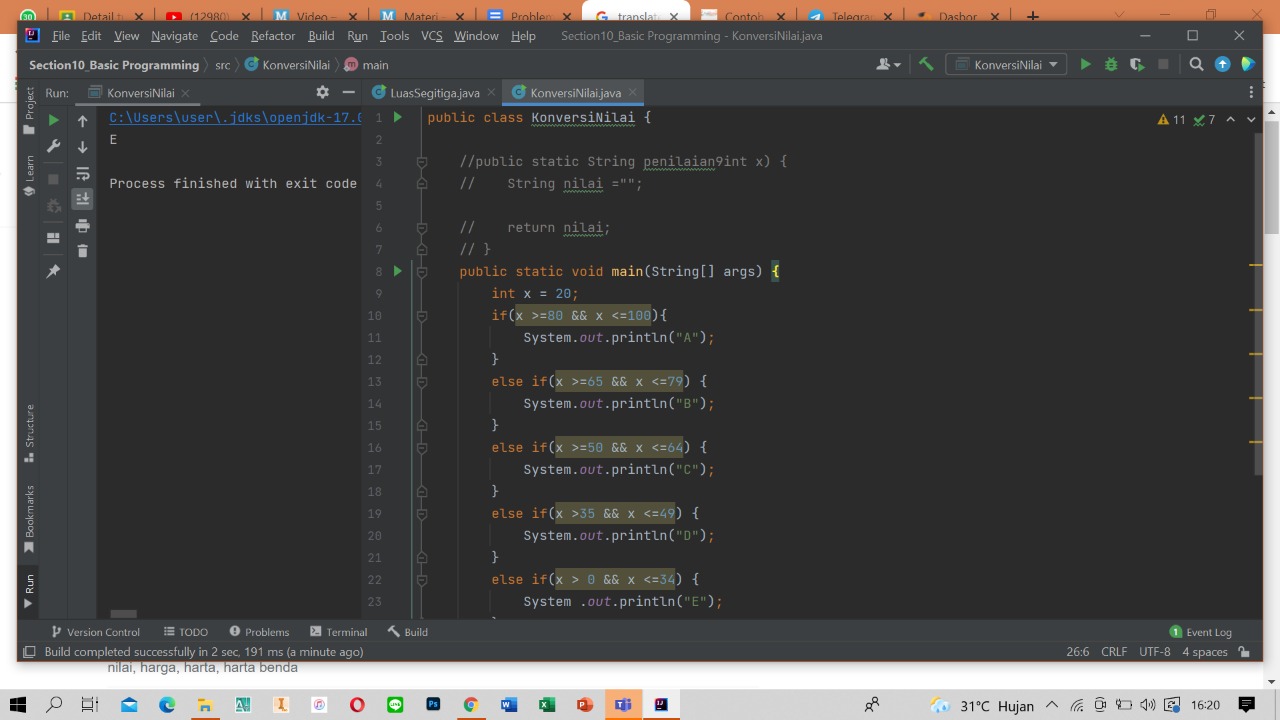 30 Detail t (1298( Video – Materi – Problen translat Contoh Telegra Dasbor
File Edit View Navigate Code Refactor Build Run Tools VCS Window Help Section10_Basic Programming - KonversiNilai.java
Section10_Basic Programming src KonversiNilai main KonversiNilai
Run: KonversiNilai LuasSegitiga.java KonversiNilai.java
Project
Learn
Structure
Bookmarks
Run
C:\Users\user\.jdks\openjdk-17.0
E
Process finished with exit code
11 7
1 public class KonversiNilai {
2
3 //public static String penilaian9int x) {
4 // String nilai ="";
5
6 // return nilai;
7 // }
8 public static void main(String[] args) {
9 int x = 20;
10 if(x >=80 && x <=100){
11 System.out.println("A");
12 }
13 else if(x >=65 && x <=79) {
14 System.out.println("B");
15 }
16 else if(x >=50 && x <=64) {
17 System.out.println("C");
18 }
19 else if(x >35 && x <=49) {
20 System.out.println("D");
21 }
22 else if(x > 0 && x <=34) {
23 System .out.println("E");
Version Control TODO Problems Terminal Build 1 Event Log
Build completed successfully in 2 sec, 191 ms (a minute ago) 26:6 CRLF UTF-8 4 spaces
nilai, harga, harta, harta benda
31°C Hujan 16:20